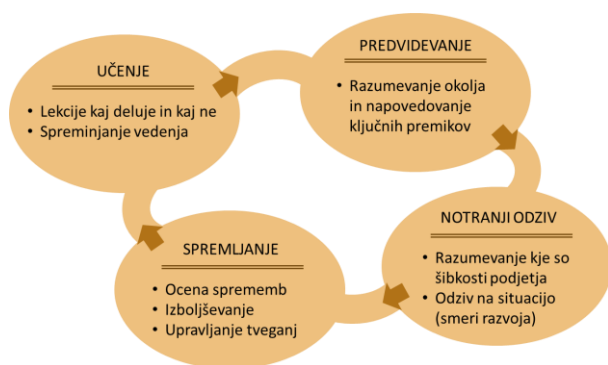 UČENJE
• Lekcije kaj deluje in kaj ne
• Spreminjanje vedenja
PREDVIDEVANJE
• Razumevanje okolja
in napovedovanje
ključnih premikov
NOTRANJI ODZIV
• Razumevanje kje so
šibkosti podjetja
• Odziv na situacijo
(smeri razvoja)
SPREMLJANJE
• Ocena sprememb
• Izboljševanje
• Upravljanje tveganj